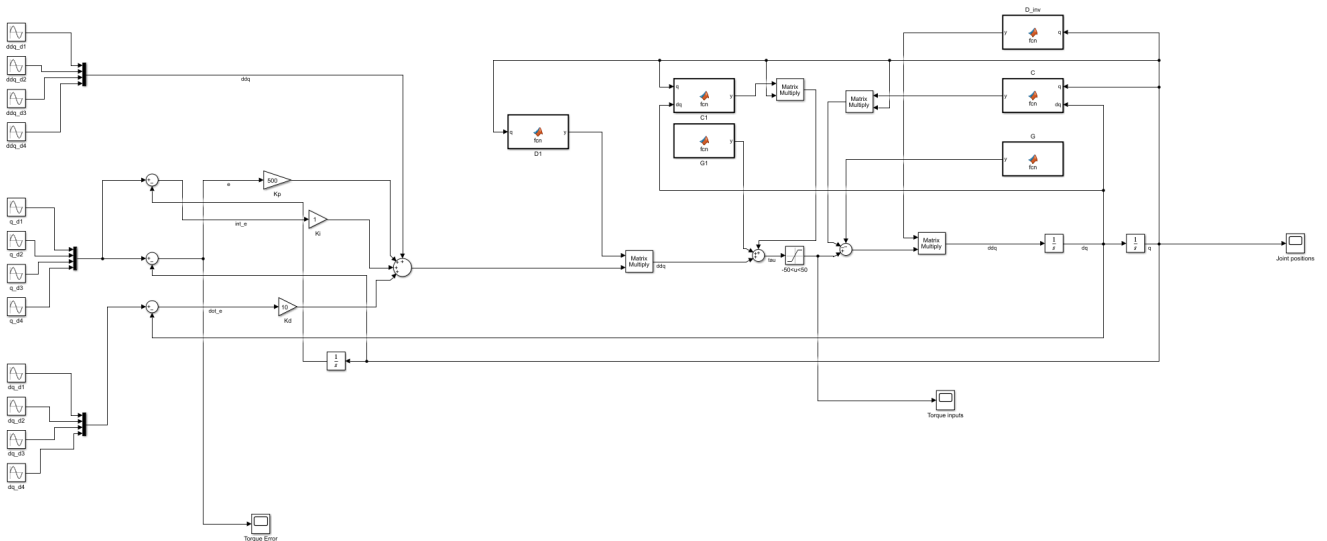 D_inv
y
fcn
q
ddq_d1
ddq_d2
ddq_d3
ddq_d4
ddq
C
y
fcn
q
dq
q
dq
fcn
y
C1
Matrix
Multiply
Matrix
Multiply
q
fcn
y
D1
fcn
y
G1
G
y
fcn
e
500
Kp
int_e
1
Ki
q_d1
q_d2
q_d3
q_d4
Matrix
Multiply
ddq
tau
-50<u<50
Matrix
Multiply
ddq
1
s
dq
1
s
q
Joint positions
dot_e
10
Kd
1
s
dq_d1
dq_d2
dq_d3
dq_d4
Torque inputs
Torque Error